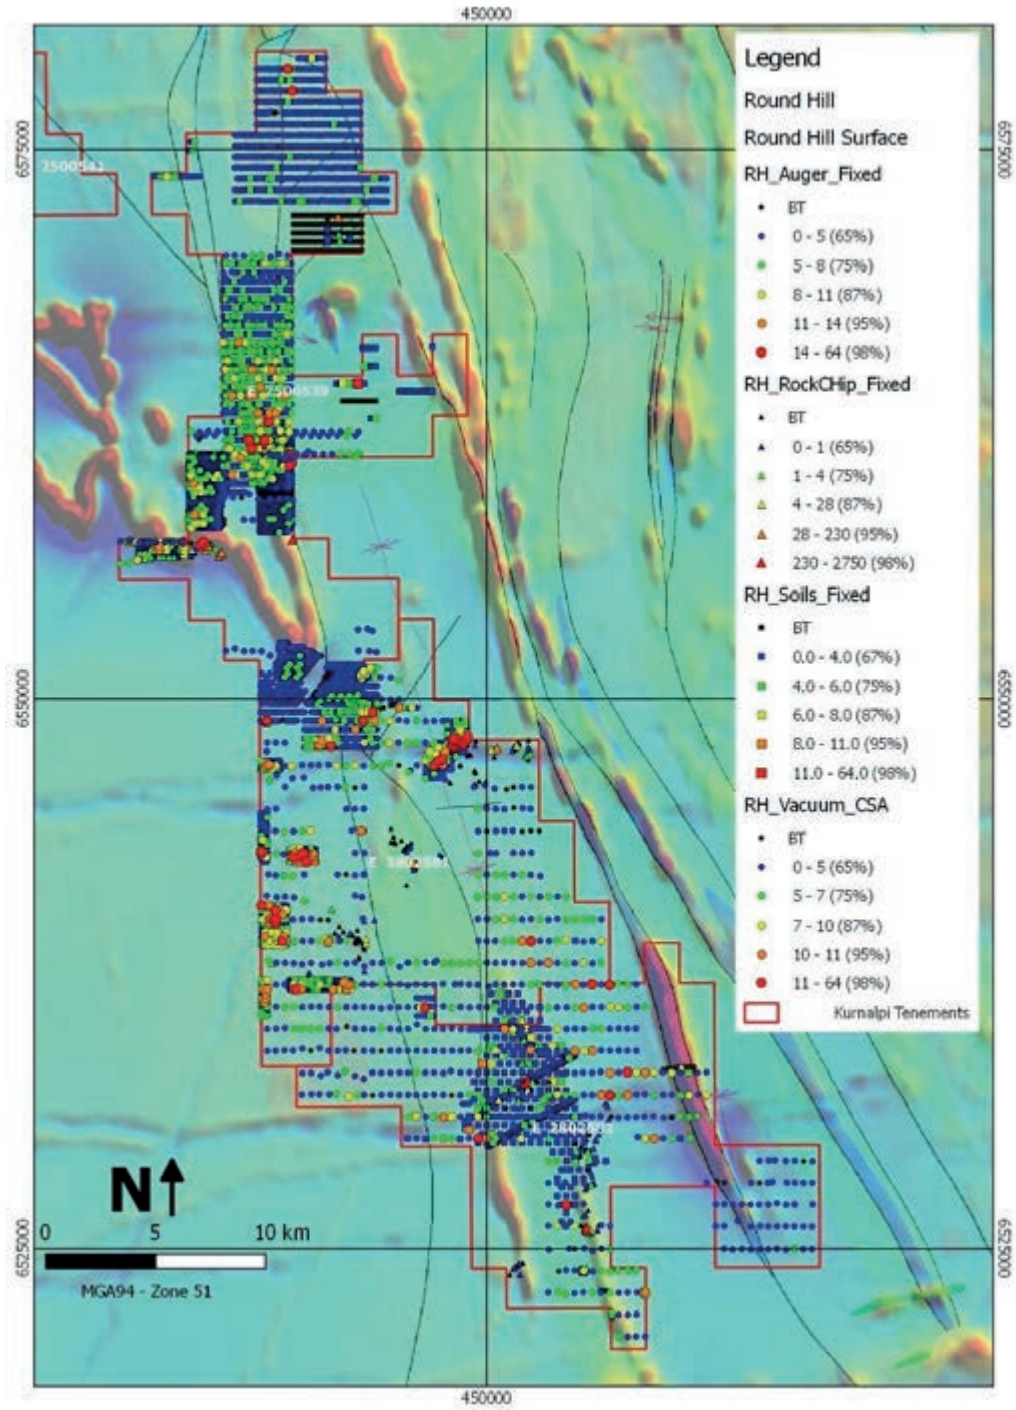 450000
Legend
Round Hill
Round Hill Surface
RH_Auger_Fixed
BT
0 - 5 (65%)
5 - 8 (75%)
8 - 11 (87%)
11 - 14 (95%)
14 - 64 (98%)
RH_RockCHip_Fixed
BT
0 - 1 (65%)
1 - 4 (75%)
4 - 28 (87%)
28 - 230 (95%)
230 - 2750 (98%)
RH_Soils_Fixed
BT
0.0 - 4.0 (67%)
4.0 - 6.0 (75%)
6.0 - 8.0 (87%)
8.0 - 11.0 (95%)
11.0 - 64.0 (98%)
RH_Vacuum_CSA
BT
0 - 5 (65%)
5 - 7 (75%)
7 - 10 (87%)
10 - 11 (95%)
11 - 64 (98%)
Kurnalpi Tenements
6575000
6575000
E 2500539
6550000
6550000
N
0 5 10 km
MGA94 - Zone 51
6525000
6525000
450000